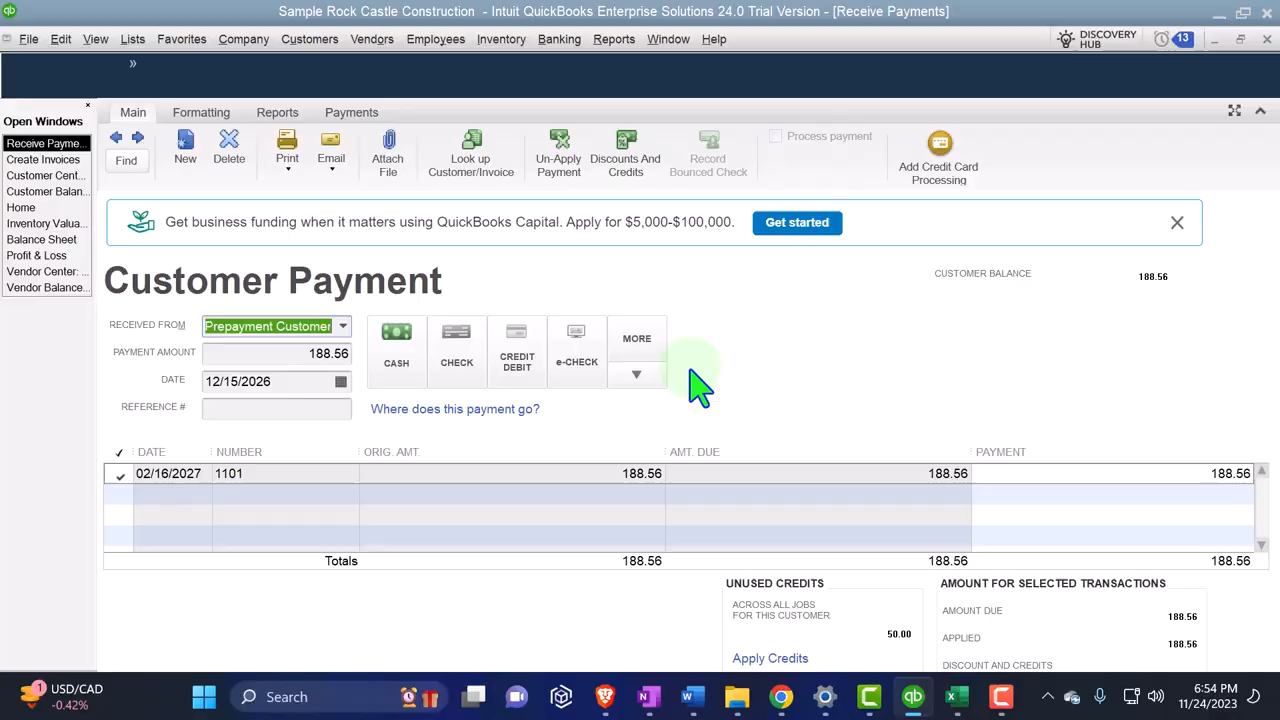 Sample Rock Castle Construction - Intuit QuickBooks Enterprise Solutions 24.0 Trial Version - [Receive Payments]
File Edit View Lists Favorites Company Customers Vendors Employees Inventory Banking Reports Window Help
DISCOVERY
HUB
13
»
Open Windows
Receive Payme...
Create Invoices
Customer Cent...
Customer Balan...
Home
Inventory Valua...
Balance Sheet
Profit & Loss
Vendor Center: ...
Vendor Balance...
Main Formatting Reports Payments
Find
New
Delete
Print
Email
Attach
File
Look up
Customer/Invoice
Un-Apply
Payment
Discounts And
Credits
Record
Bounced Check
Process payment
Add Credit Card
Processing
Get business funding when it matters using QuickBooks Capital. Apply for $5,000-$100,000. Get started
Customer Payment
CUSTOMER BALANCE 188.56
RECEIVED FROM Prepayment Customer
PAYMENT AMOUNT 188.56
DATE 12/15/2026
REFERENCE #
CASH
CHECK
CREDIT
DEBIT
e-CHECK
MORE
Where does this payment go?
✓ DATE NUMBER ORIG. AMT. AMT. DUE PAYMENT
✓ 02/16/2027 1101 188.56 188.56 188.56
Totals 188.56 188.56 188.56
UNUSED CREDITS
ACROSS ALL JOBS
FOR THIS CUSTOMER
50.00
Apply Credits
AMOUNT FOR SELECTED TRANSACTIONS
AMOUNT DUE 188.56
APPLIED 188.56
DISCOUNT AND CREDITS
1
USD/CAD
-0.42%
Search
6:54 PM
11/24/2023